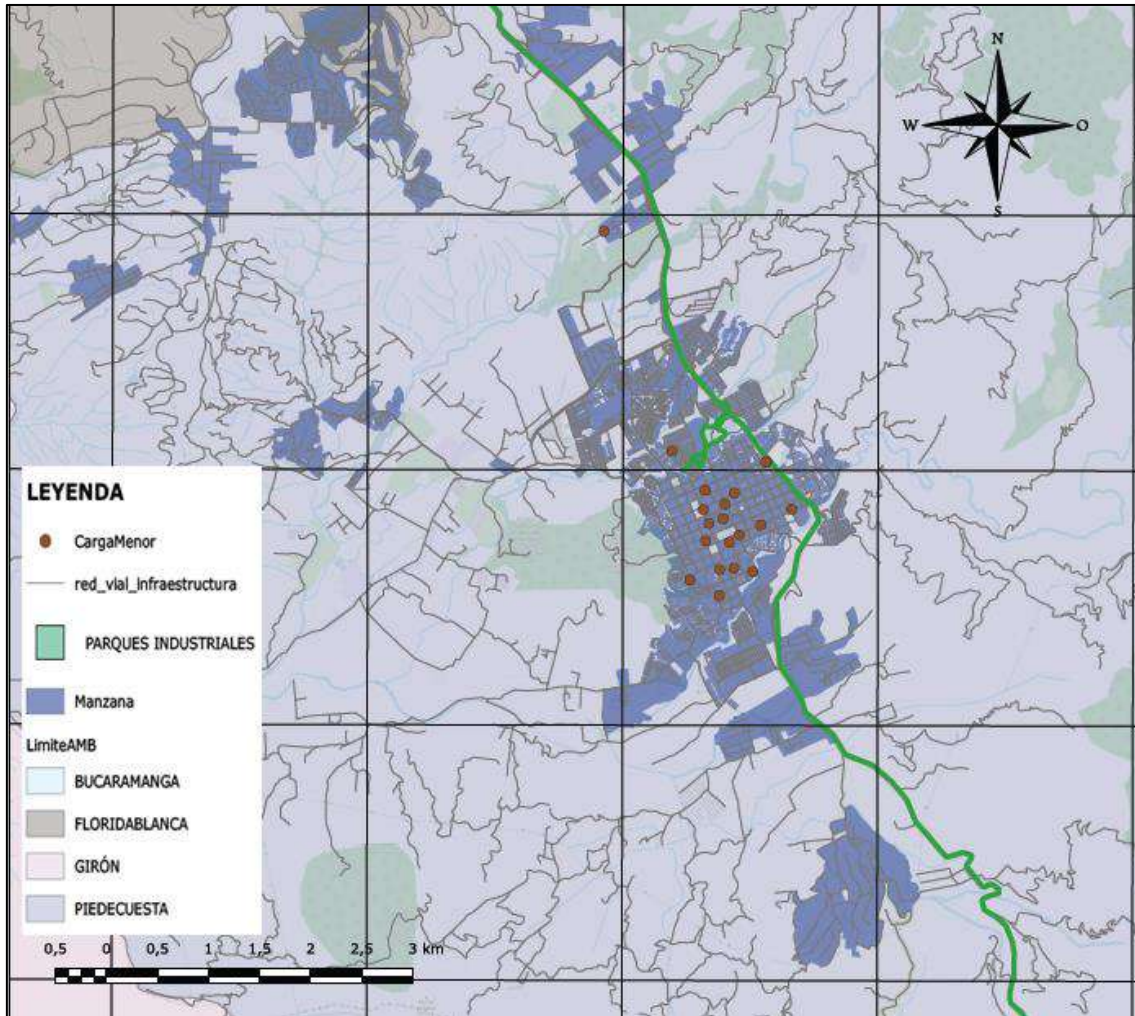 N
W
O
S
LEYENDA
CargaMenor
red_vial_infraestructura
PARQUES INDUSTRIALES
Manzana
LimiteAMB
BUCARAMANGA
FLORIDABLANCA
GIRÓN
PIEDECUESTA
0,5 0 0,5 1 1,5 2 2,5 3 km